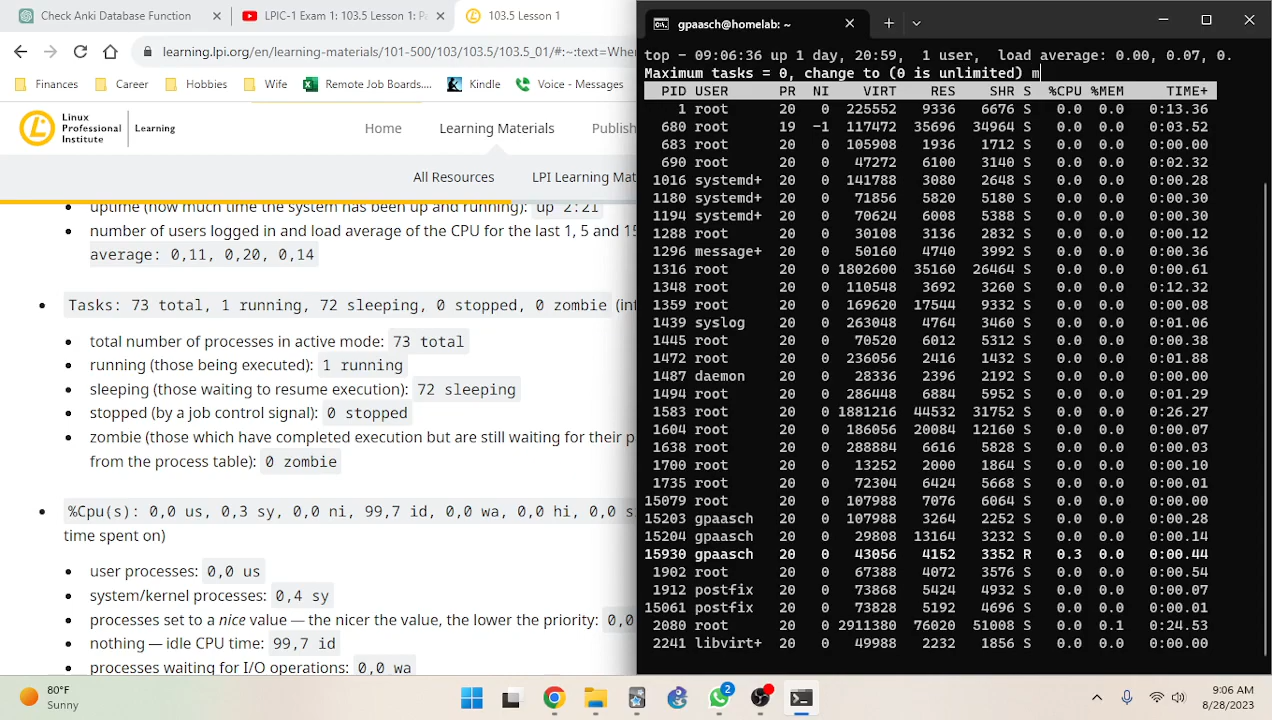 Check Anki Database Function
LPIC-1 Exam 1: 103.5 Lesson 1: P
103.5 Lesson 1
learning.lpi.org/en/learning-materials/101-500/103/103.5/103.5_01/#:~:text=Whe
Finances
Career
Hobbies
Wife
Remote Job Boards....
Kindle
Voice - Messages
Linux
Professional
Institute
Learning
Home
Learning Materials
Publish
All Resources
LPI Learning Mat
uptime (how much time the system has been up and running): up 2:21
number of users logged in and load average of the CPU for the last 1, 5 and 15
average: 0,11, 0,20, 0,14
Tasks: 73 total, 1 running, 72 sleeping, 0 stopped, 0 zombie (in
total number of processes in active mode: 73 total
running (those being executed): 1 running
sleeping (those waiting to resume execution): 72 sleeping
stopped (by a job control signal): 0 stopped
zombie (those which have completed execution but are still waiting for their p
from the process table): 0 zombie
%Cpu(s): 0,0 us, 0,3 sy, 0,0 ni, 99,7 id, 0,0 wa, 0,0 hi, 0,0 s
time spent on)
user processes: 0,0 us
system/kernel processes: 0,4 sy
processes set to a nice value — the nicer the value, the lower the priority: 0,0
nothing — idle CPU time: 99,7 id
processes waiting for I/O operations: 0,0 wa
gpaasch@homelab: ~
top - 09:06:36 up 1 day, 20:59,  1 user,  load average: 0.00, 0.07, 0.
Maximum tasks = 0, change to (0 is unlimited) m
PID USER PR NI VIRT RES SHR S %CPU %MEM TIME+
1 root 20 0 225552 9336 6676 S 0.0 0.0 0:13.36
680 root 19 -1 117472 35696 34964 S 0.0 0.0 0:03.52
683 root 20 0 105908 1936 1712 S 0.0 0.0 0:00.00
690 root 20 0 47272 6100 3140 S 0.0 0.0 0:02.32
1016 systemd+ 20 0 141788 3080 2648 S 0.0 0.0 0:00.28
1180 systemd+ 20 0 71856 5820 5180 S 0.0 0.0 0:00.30
1194 systemd+ 20 0 70624 6008 5388 S 0.0 0.0 0:00.30
1288 root 20 0 30108 3136 2832 S 0.0 0.0 0:00.12
1296 message+ 20 0 50160 4740 3992 S 0.0 0.0 0:00.36
1316 root 20 0 1802600 35160 26464 S 0.0 0.0 0:00.61
1348 root 20 0 110548 3692 3260 S 0.0 0.0 0:12.32
1359 root 20 0 169620 17544 9332 S 0.0 0.0 0:00.08
1439 syslog 20 0 263048 4764 3460 S 0.0 0.0 0:01.06
1445 root 20 0 70520 6012 5312 S 0.0 0.0 0:00.38
1472 root 20 0 236056 2416 1432 S 0.0 0.0 0:01.88
1487 daemon 20 0 28336 2396 2192 S 0.0 0.0 0:00.00
1494 root 20 0 286448 6884 5952 S 0.0 0.0 0:01.29
1583 root 20 0 1881216 44532 31752 S 0.0 0.0 0:26.27
1604 root 20 0 186056 20084 12160 S 0.0 0.0 0:00.07
1638 root 20 0 288884 6616 5828 S 0.0 0.0 0:00.03
1700 root 20 0 13252 2000 1864 S 0.0 0.0 0:00.10
1735 root 20 0 72304 6424 5668 S 0.0 0.0 0:00.01
15079 root 20 0 107988 7076 6064 S 0.0 0.0 0:00.00
15203 gpaasch 20 0 107988 3264 2252 S 0.0 0.0 0:00.28
15204 gpaasch 20 0 29808 13164 3232 S 0.0 0.0 0:00.14
15930 gpaasch 20 0 43056 4152 3352 R 0.3 0.0 0:00.44
1902 root 20 0 67388 4072 3576 S 0.0 0.0 0:00.54
1912 postfix 20 0 73868 5424 4932 S 0.0 0.0 0:00.07
15061 postfix 20 0 73828 5192 4696 S 0.0 0.0 0:00.01
2080 root 20 0 2911380 76020 51008 S 0.0 0.1 0:24.53
2241 libvirt+ 20 0 49988 2232 1856 S 0.0 0.0 0:00.00
80°F
Sunny
2
9:06 AM
8/28/2023